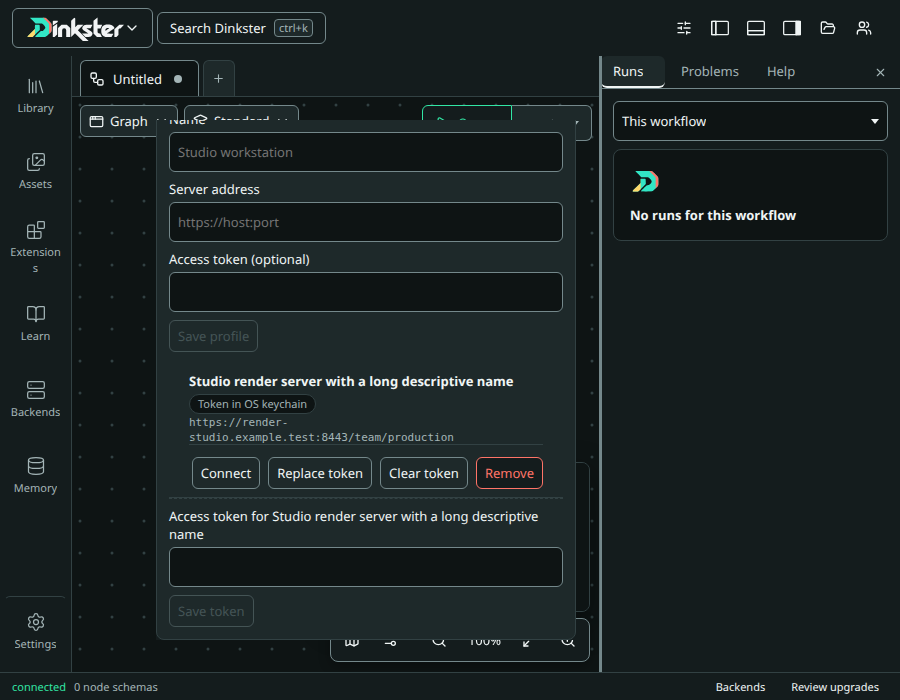 Dinkster
Search Dinkster ctrl+k
Library
Assets
Extension
s
Learn
Backends
Memory
Settings
Untitled
+
Graph
Name
Standard
Studio workstation
Server address
https://host:port
Access token (optional)
Save profile
Studio render server with a long descriptive name
Token in OS keychain
https://render-
studio.example.test:8443/team/production
Connect Replace token Clear token Remove
Access token for Studio render server with a long descriptive
name
Save token
100%
Runs Problems Help
This workflow
No runs for this workflow
connected 0 node schemas
Backends Review upgrades